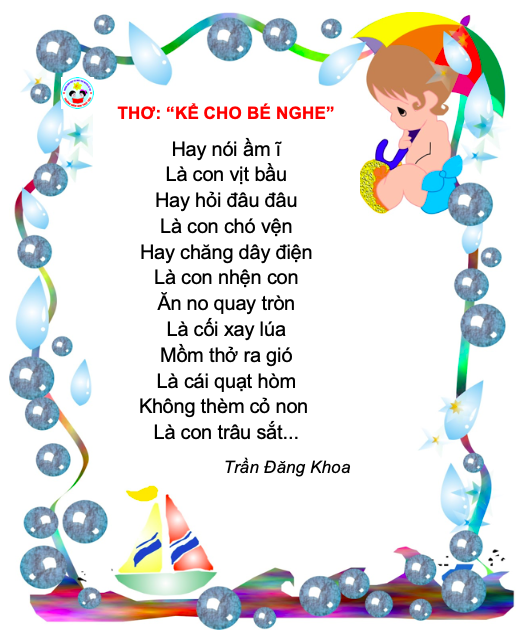 THƠ: “KỂ CHO BÉ NGHE”
Hay nói ầm ĩ
Là con vịt bầu
Hay hỏi đâu đâu
Là con chó vện
Hay chăng dây điện
Là con nhện con
Ăn no quay tròn
Là cối xay lúa
Mồm thở ra gió
Là cái quạt hòm
Không thèm cỏ non
Là con trâu sắt...
Trần Đăng Khoa